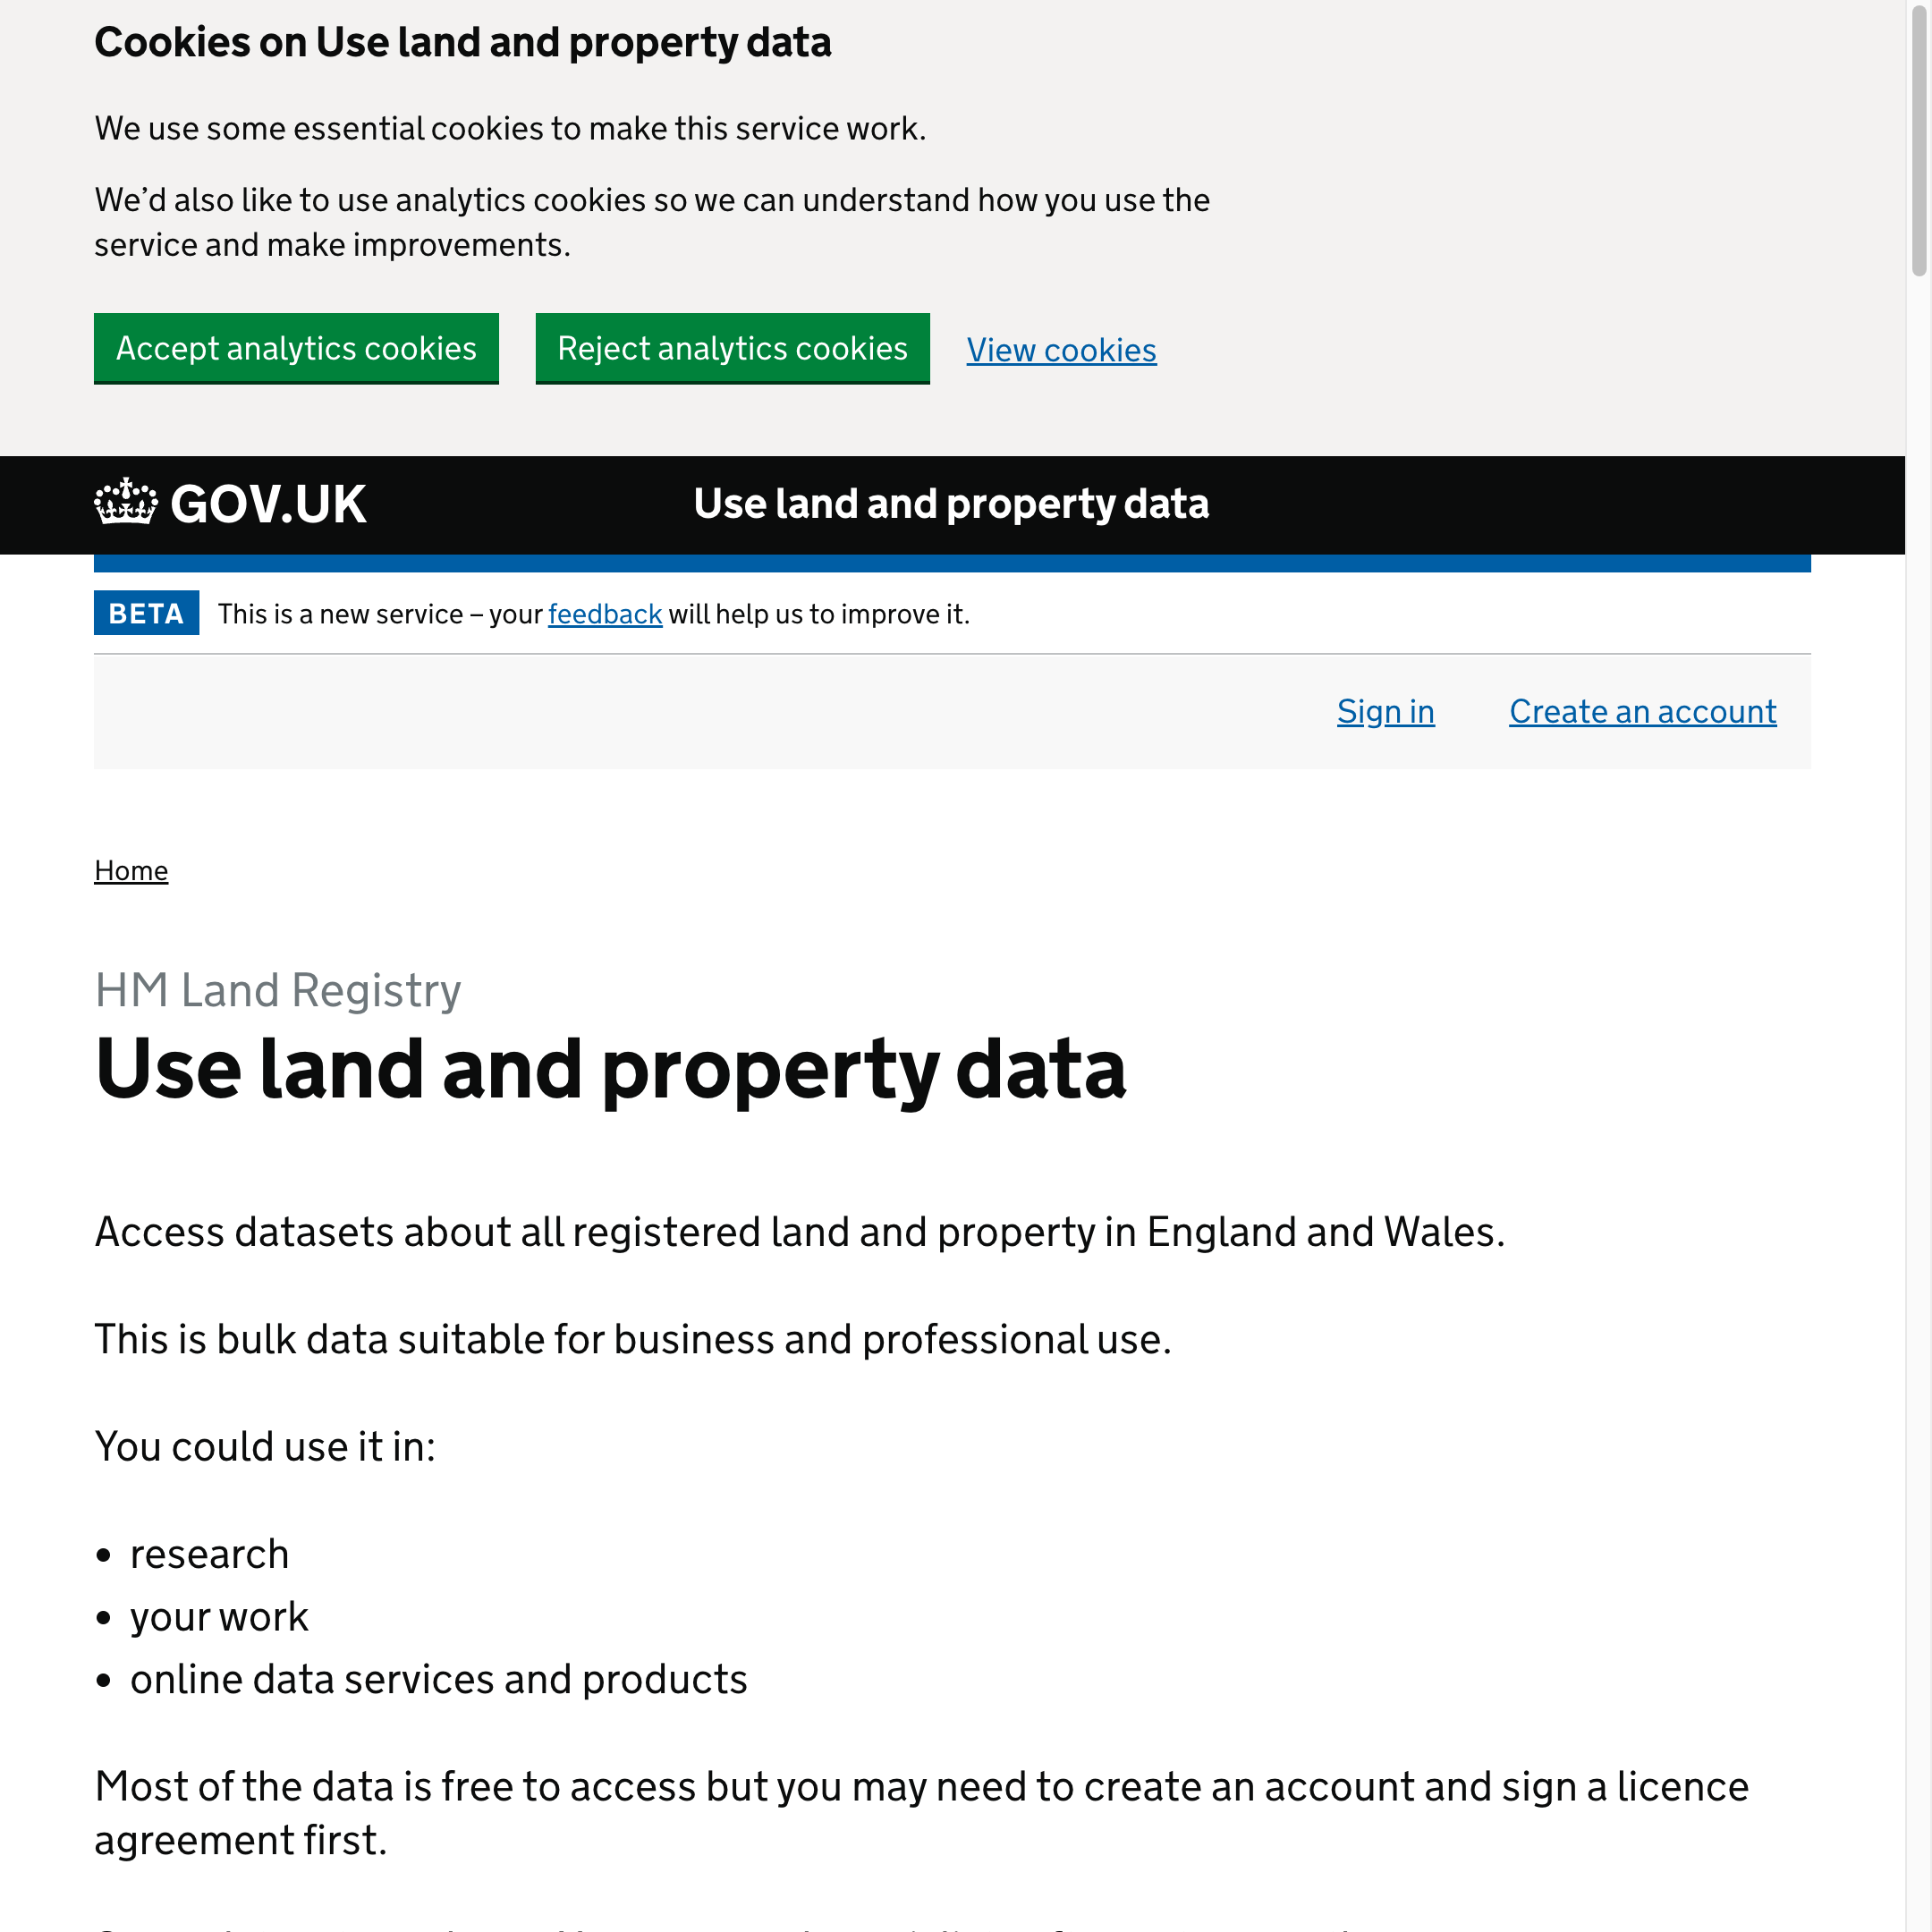 Cookies on Use land and property data
We use some essential cookies to make this service work.
We’d also like to use analytics cookies so we can understand how you use the
service and make improvements.
Accept analytics cookies
Reject analytics cookies
View cookies
GOV.UK
Use land and property data
BETA
This is a new service – your feedback will help us to improve it.
Sign in
Create an account
Home
HM Land Registry
Use land and property data
Access datasets about all registered land and property in England and Wales.
This is bulk data suitable for business and professional use.
You could use it in:
• research
• your work
• online data services and products
Most of the data is free to access but you may need to create an account and sign a licence
agreement first.